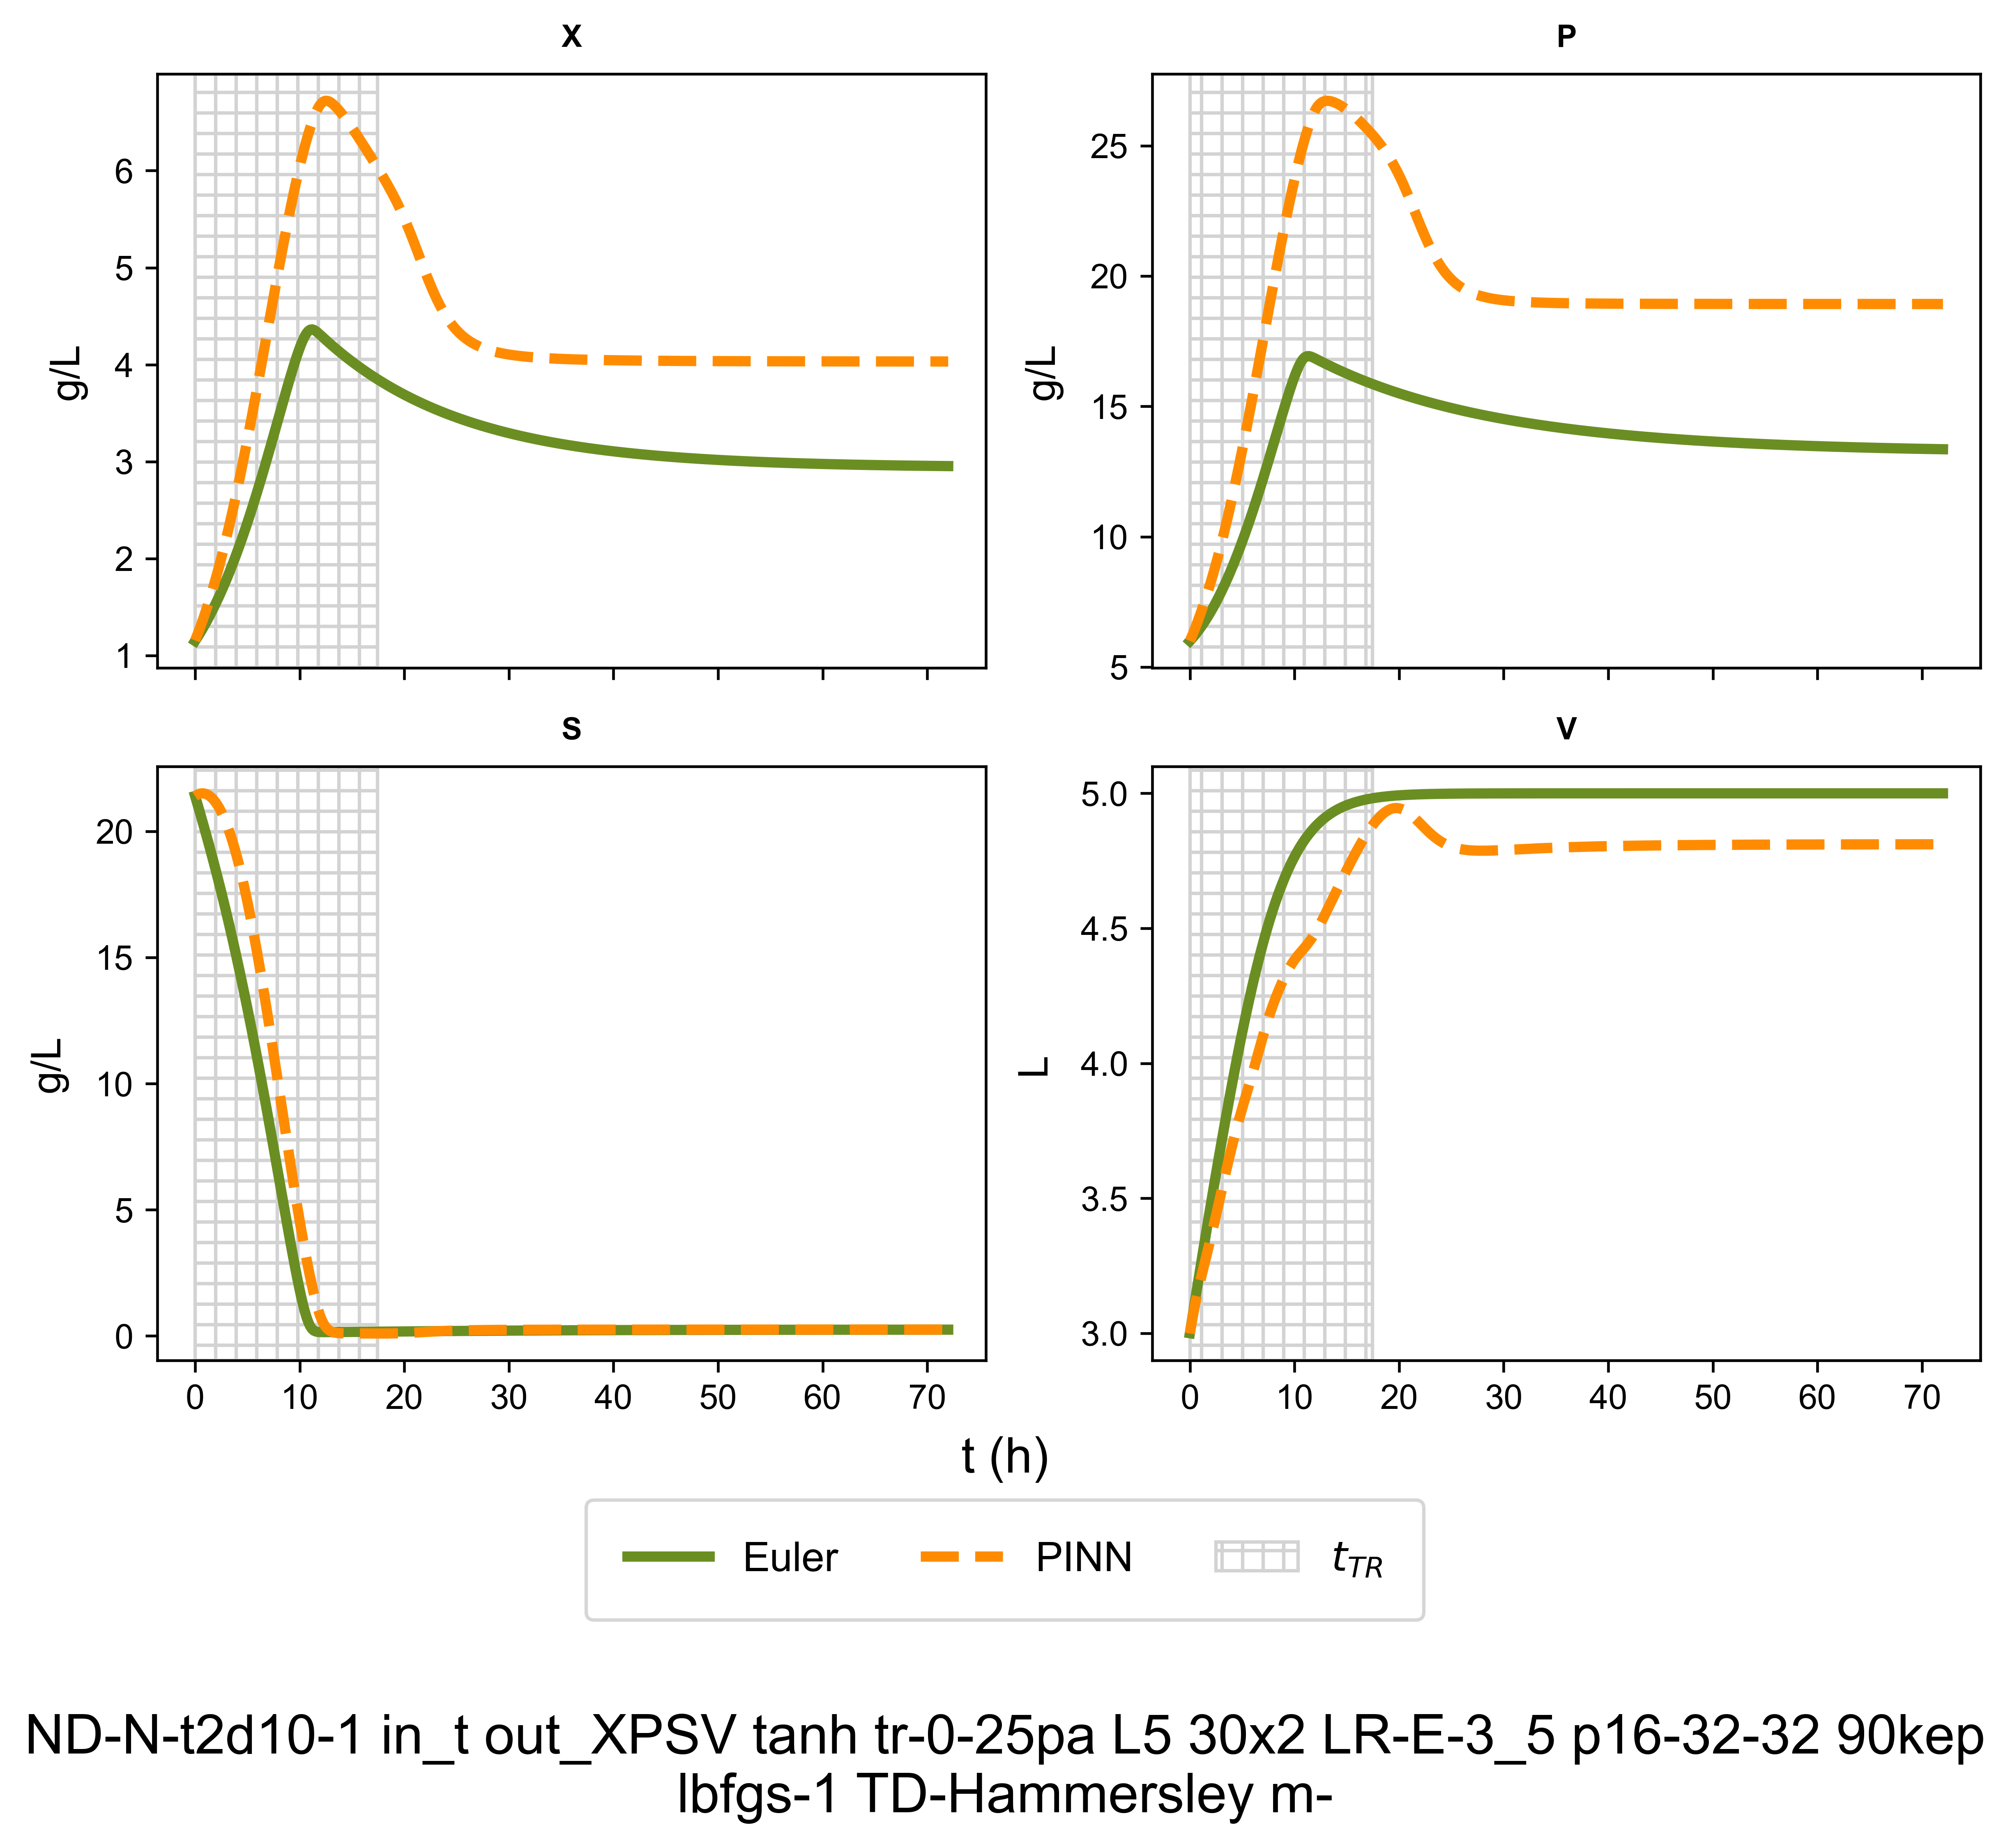 X
P
6
5
4
3
2
1
g/L
25
20
15
10
5
g/L
S
V
20
15
10
5
0
g/L
5.0
4.5
4.0
3.5
3.0
L
0 10 20 30 40 50 60 70
0 10 20 30 40 50 60 70
t (h)
Euler PINN t_TR
ND-N-t2d10-1 in_t out_XPSV tanh tr-0-25pa L5 30x2 LR-E-3_5 p16-32-32 90kep
lbfgs-1 TD-Hammersley m-